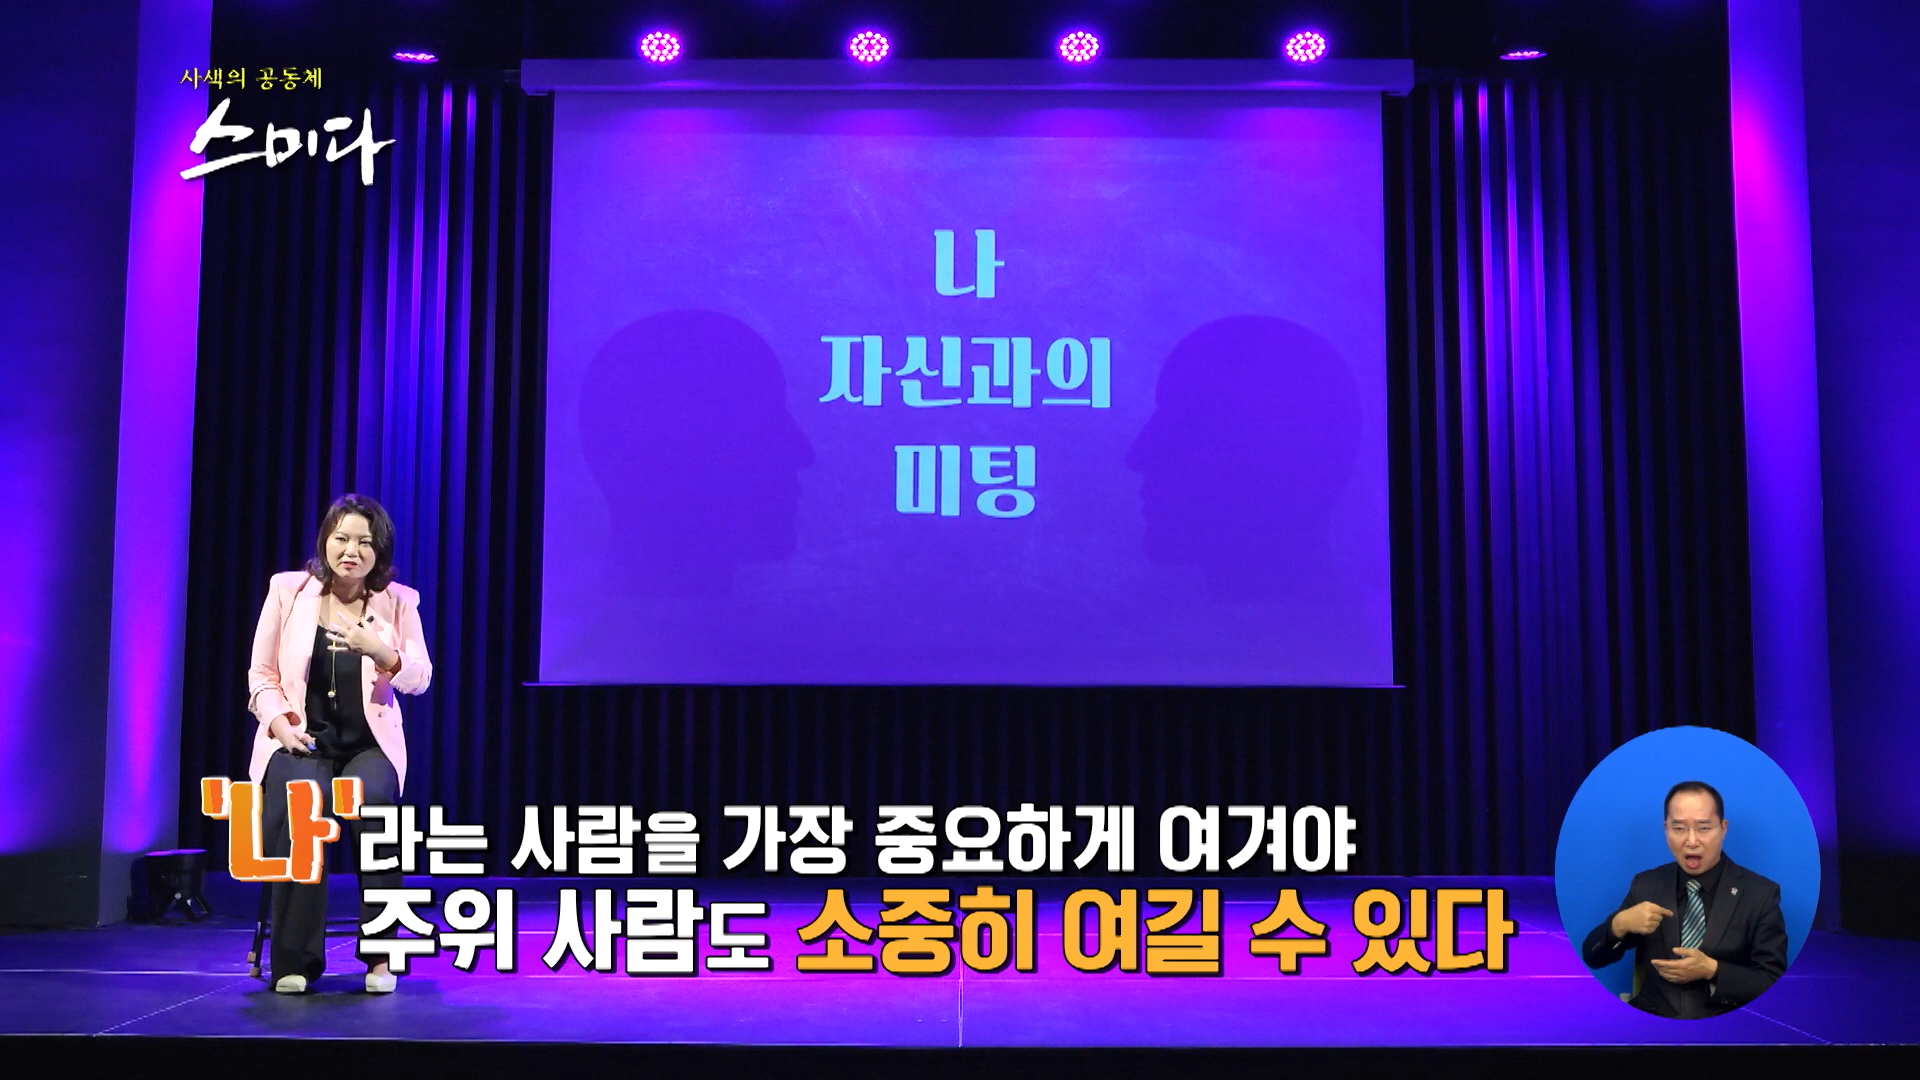 사색의 공동체
스미다
나
자신과의
미팅
'나'라는 사람을 가장 중요하게 여겨야
주위 사람도 소중히 여길 수 있다